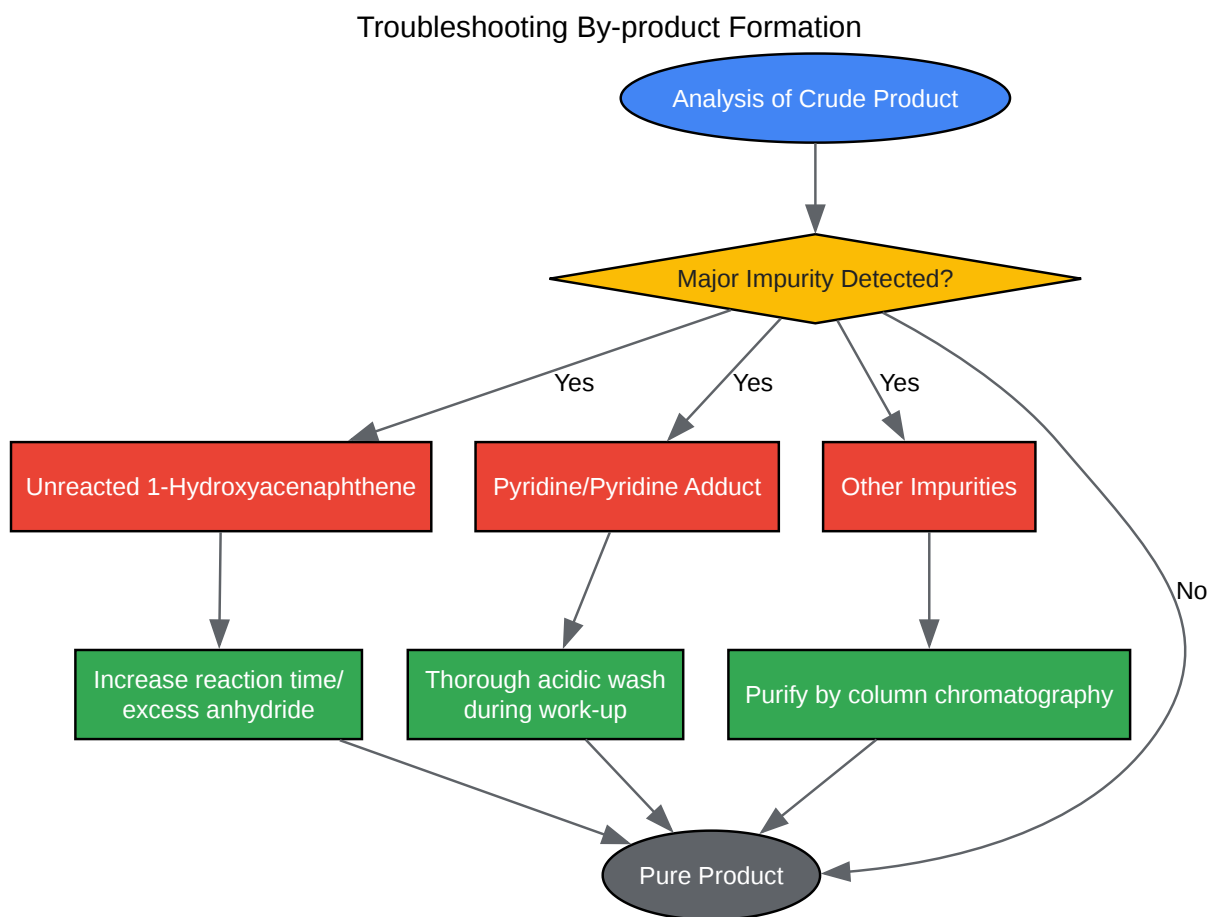 Troubleshooting By-product Formation
Analysis of Crude Product
Major Impurity Detected?
Yes
Yes
Yes
Unreacted 1-Hydroxyacenaphthene
Pyridine/Pyridine Adduct
Other Impurities
No
Increase reaction time/
excess anhydride
Thorough acidic wash
during work-up
Purify by column chromatography
Pure Product